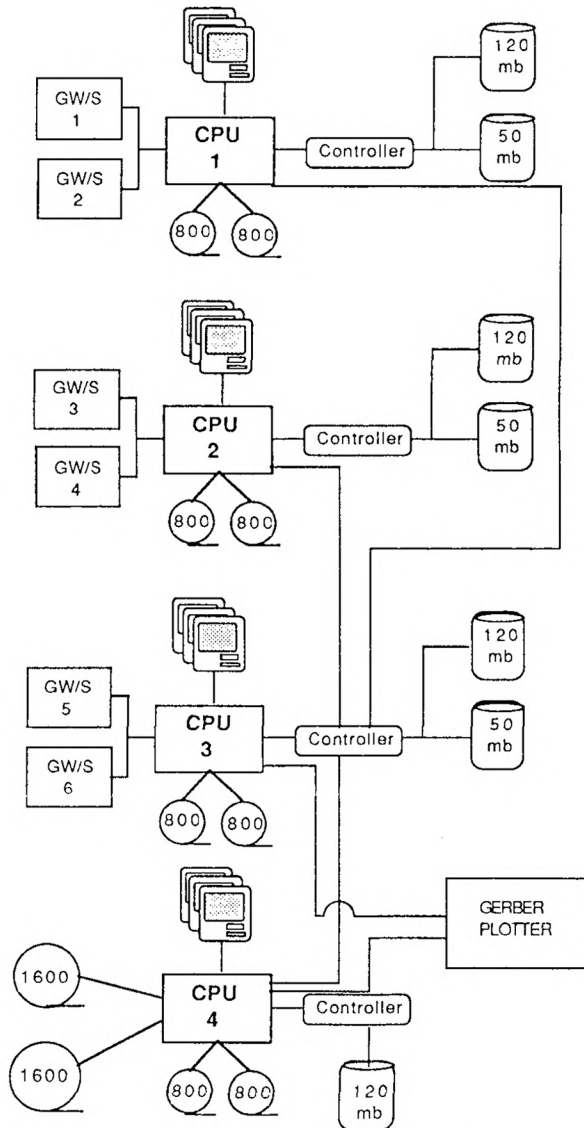 120
mb
GW/S
1
CPU
1
Controller
50
mb
GW/S
2
800
800
120
mb
GW/S
3
CPU
2
Controller
50
mb
GW/S
4
800
800
120
mb
GW/S
5
CPU
3
Controller
50
mb
GW/S
6
800
800
GERBER
PLOTTER
1600
CPU
4
Controller
1600
800
800
120
mb